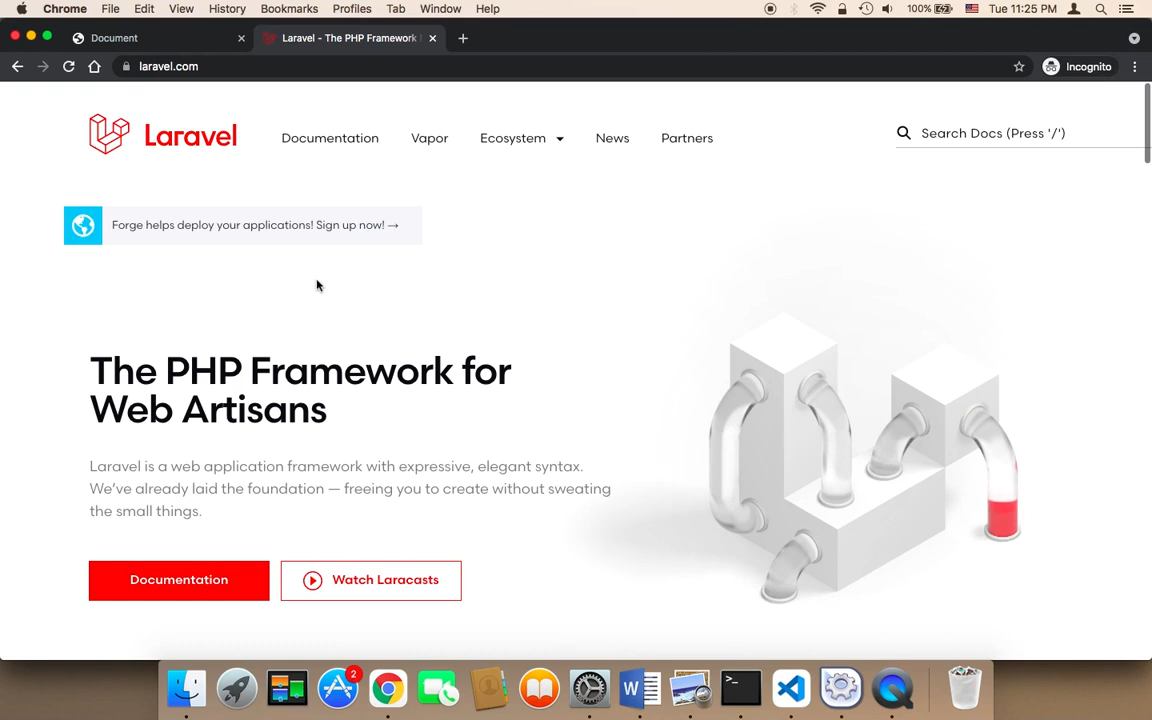 Chrome File Edit View History Bookmarks Profiles Tab Window Help 100% Tue 11:25 PM
Document Laravel - The PHP Framework
laravel.com Incognito
Laravel Documentation Vapor Ecosystem News Partners Search Docs (Press '/')
Forge helps deploy your applications! Sign up now! →
The PHP Framework for
Web Artisans
Laravel is a web application framework with expressive, elegant syntax.
We've already laid the foundation — freeing you to create without sweating
the small things.
Documentation Watch Laracasts
2